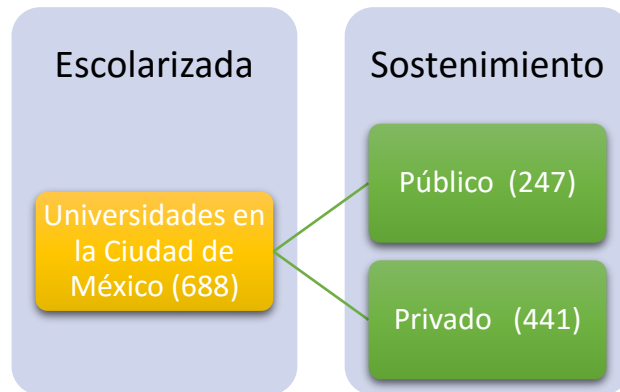 Escolarizada
Universidades en
la Ciudad de
México (688)
Sostenimiento
Público (247)
Privado (441)